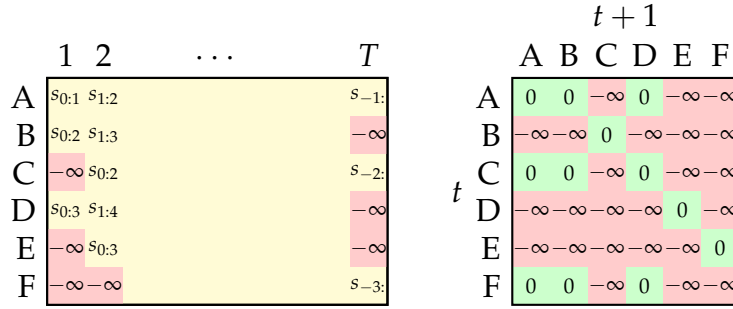 t + 1
1 2 ⋯ T
A B C D E F
A s₀:₁ s₁:₂ s₋₁:
A 0 0 −∞ 0 −∞ −∞
B s₀:₂ s₁:₃ −∞
B −∞ −∞ 0 −∞ −∞ −∞
C −∞ s₀:₂ s₋₂:
C 0 0 −∞ 0 −∞ −∞
t
D s₀:₃ s₁:₄ −∞
D −∞ −∞ −∞ −∞ 0 −∞
E −∞ s₀:₃ −∞
E −∞ −∞ −∞ −∞ −∞ 0
F −∞ −∞ s₋₃:
F 0 0 −∞ 0 −∞ −∞